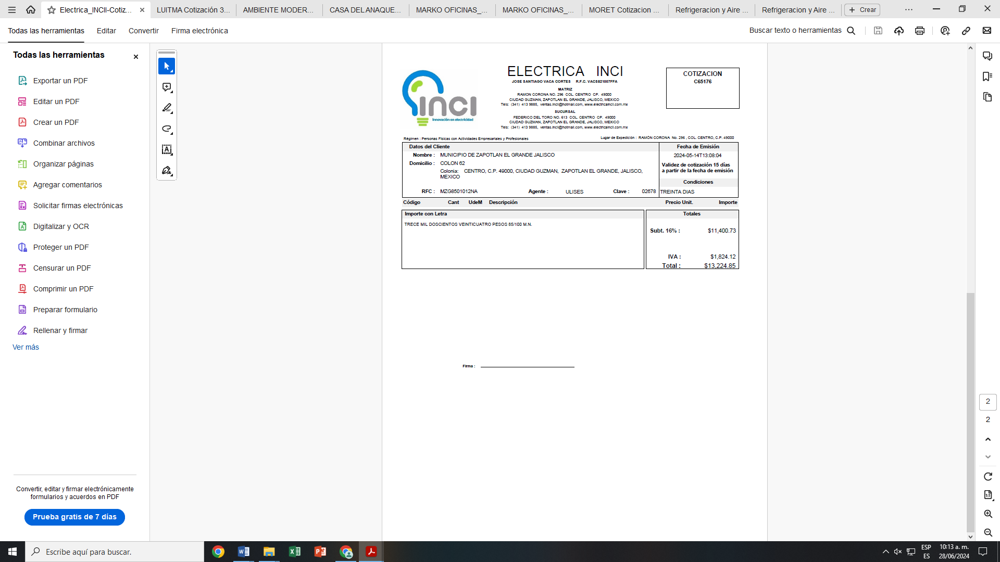 Electrica_INCII-Cotiz...
LUITMA Cotización 3...
AMBIENTE MODER...
CASA DEL ANAQUE...
MARKO OFICINAS_...
MARKO OFICINAS_...
MORET Cotizacion ...
Refrigeracion y Aire ...
Refrigeracion y Aire ...
Crear
Todas las herramientas
Editar
Convertir
Firma electrónica
Buscar texto o herramientas
Todas las herramientas
Exportar un PDF
Editar un PDF
Crear un PDF
Combinar archivos
Organizar páginas
Agregar comentarios
Solicitar firmas electrónicas
Digitalizar y OCR
Proteger un PDF
Censurar un PDF
Comprimir un PDF
Preparar formulario
Rellenar y firmar
Ver más
Convertir, editar y firmar electrónicamente
formularios y acuerdos en PDF
Prueba gratis de 7 días
inci
innovación en electricidad
ELECTRICA INCI
JOSE SANTIAGO VACA CORTES R.F.C. VACS821007FFA
MATRIZ
RAMON CORONA NO. 296 COL. CENTRO CP. 49000
CIUDAD GUZMAN, ZAPOTLAN EL GRANDE, JALISCO, MEXICO
Tels: (341) 413 9885, ventas.incii@hotmail.com, www.electricaincii.com.mx
SUCURSAL
FEDERICO DEL TORO NO. 613 COL. CENTRO CP. 49000
CIUDAD GUZMAN, ZAPOTLAN EL GRANDE, JALISCO, MEXICO
Tels: (341) 413 9885, ventas.incii@hotmail.com, www.electricaincii.com.mx
COTIZACION
C65176
Régimen : Personas Físicas con Actividades Empresariales y Profesionales
Lugar de Expedición : RAMÓN CORONA No. 296 , COL. CENTRO, C.P. 49000
Datos del Cliente
Nombre : MUNICIPIO DE ZAPOTLAN EL GRANDE JALISCO
Domicilio : COLON 62
Colonia: CENTRO, C.P. 49000, CIUDAD GUZMAN, ZAPOTLAN EL GRANDE, JALISCO,
MEXICO
RFC : MZG8501012NA Agente : ULISES Clave : 02678
Fecha de Emisión
2024-05-14T13:08:04
Validez de cotización 15 días
a partir de la fecha de emisión
Condiciones
TREINTA DIAS
Código Cant UdeM Descripción Precio Unit. Importe
Importe con Letra
TRECE MIL DOSCIENTOS VEINTICUATRO PESOS 85/100 M.N.
Totales
Subt. 16% : $11,400.73
IVA : $1,824.12
Total : $13,224.85
Firma :
2
2
1:1
Escribe aquí para buscar.
ESP
ES
10:13 a. m.
28/06/2024